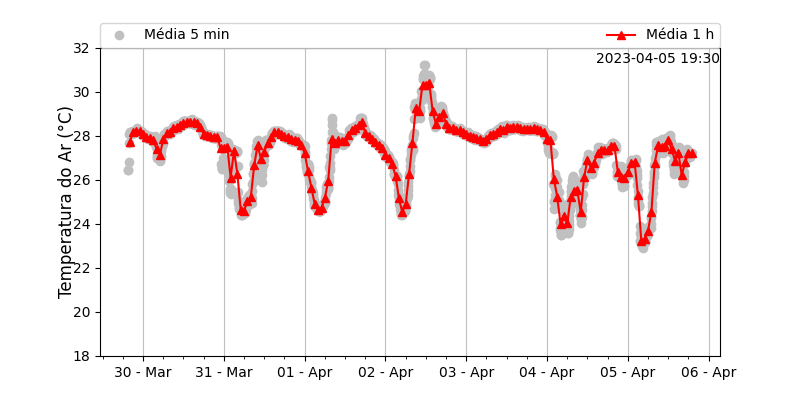 Média 5 min
Média 1 h
2023-04-05 19:30
Temperatura do Ar (°C)
32
30
28
26
24
22
20
18
30 - Mar
31 - Mar
01 - Apr
02 - Apr
03 - Apr
04 - Apr
05 - Apr
06 - Apr